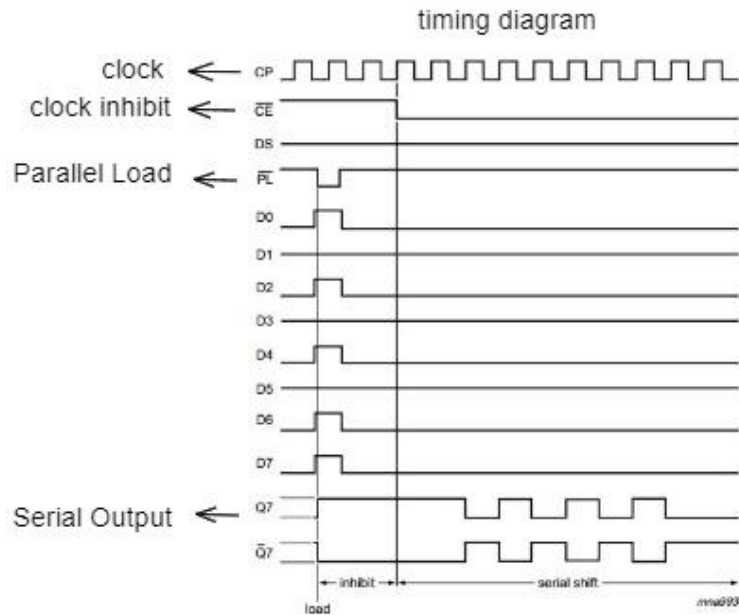 timing diagram
clock CP
clock inhibit CE
DS
Parallel Load PL
D0
D1
D2
D3
D4
D5
D6
D7
Serial Output Q7
Q7
inhibit serial shift
mna993
load